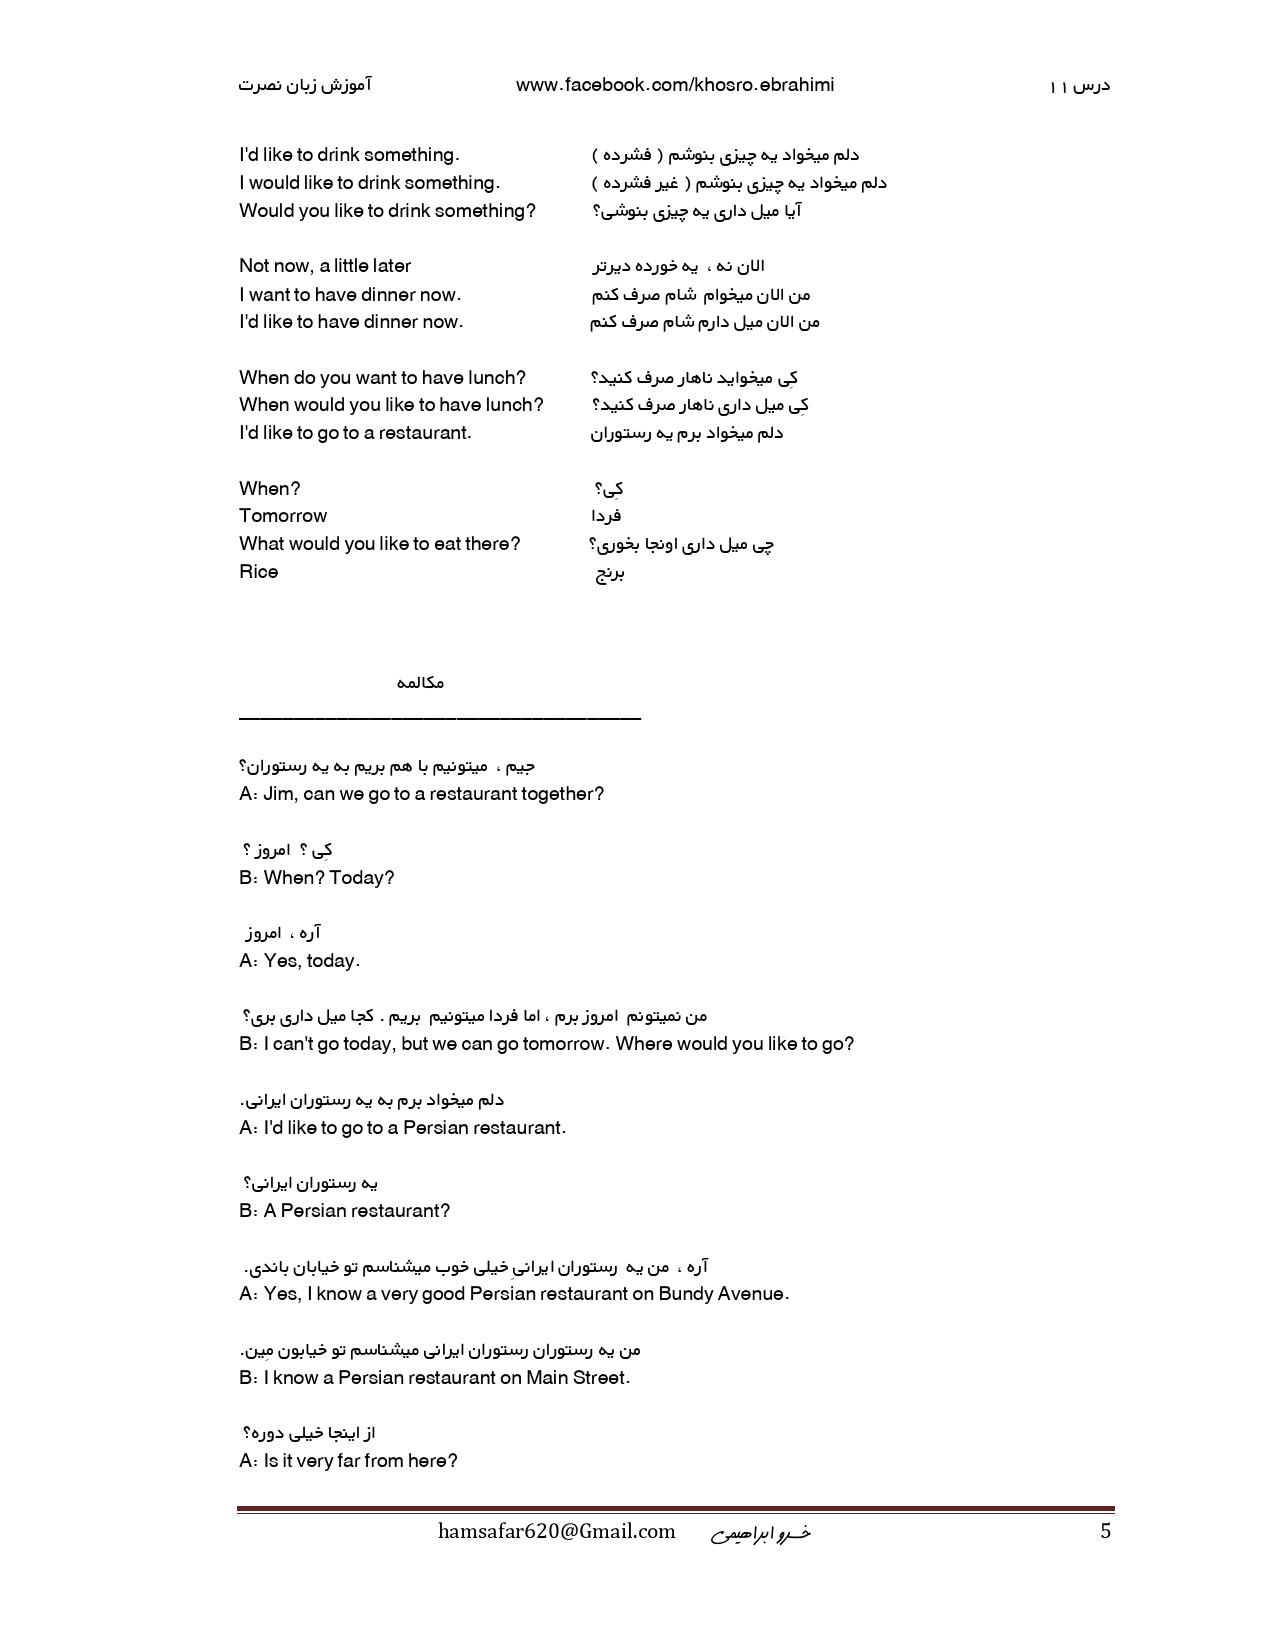 آموزش زبان نصرت www.facebook.com/khosro.ebrahimi درس ۱۱
I'd like to drink something. دلم میخواد یه چیزی بنوشم ( فشرده )
I would like to drink something. دلم میخواد یه چیزی بنوشم ( غیر فشرده )
Would you like to drink something? آیا میل داری یه چیزی بنوشی؟
Not now, a little later الان نه ، یه خورده دیرتر
I want to have dinner now. من الان میخوام شام صرف کنم
I'd like to have dinner now. من الان میل دارم شام صرف کنم
When do you want to have lunch? کِی میخواید ناهار صرف کنید؟
When would you like to have lunch? کِی میل داری ناهار صرف کنید؟
I'd like to go to a restaurant. دلم میخواد برم یه رستوران
When? کِی؟
Tomorrow فردا
What would you like to eat there? چی میل داری اونجا بخوری؟
Rice برنج
مکالمه
جیم ، میتونیم با هم بریم به یه رستوران؟
A: Jim, can we go to a restaurant together?
کِی ؟ امروز ؟
B: When? Today?
آره ، امروز
A: Yes, today.
من نمیتونم امروز برم ، اما فردا میتونیم بریم . کجا میل داری بری؟
B: I can't go today, but we can go tomorrow. Where would you like to go?
دلم میخواد برم به یه رستوران ایرانی.
A: I'd like to go to a Persian restaurant.
یه رستوران ایرانی؟
B: A Persian restaurant?
آره ، من یه رستوران ایرانیِ خیلی خوب میشناسم تو خیابان باندی.
A: Yes, I know a very good Persian restaurant on Bundy Avenue.
من یه رستوران رستوران ایرانی میشناسم تو خیابون مِین.
B: I know a Persian restaurant on Main Street.
از اینجا خیلی دوره؟
A: Is it very far from here?
hamsafar620@Gmail.com خسرو ابراهیمی 5